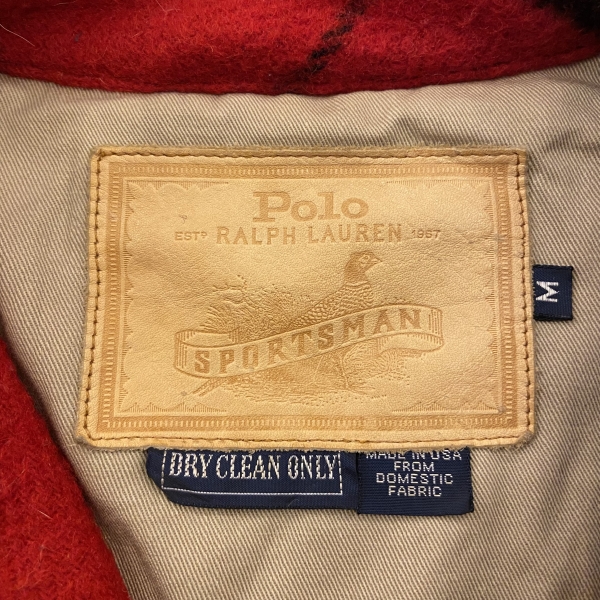 Polo
ESTD RALPH LAUREN 1967
SPORTSMAN
M
DRY CLEAN ONLY
MADE IN USA
FROM
DOMESTIC
FABRIC